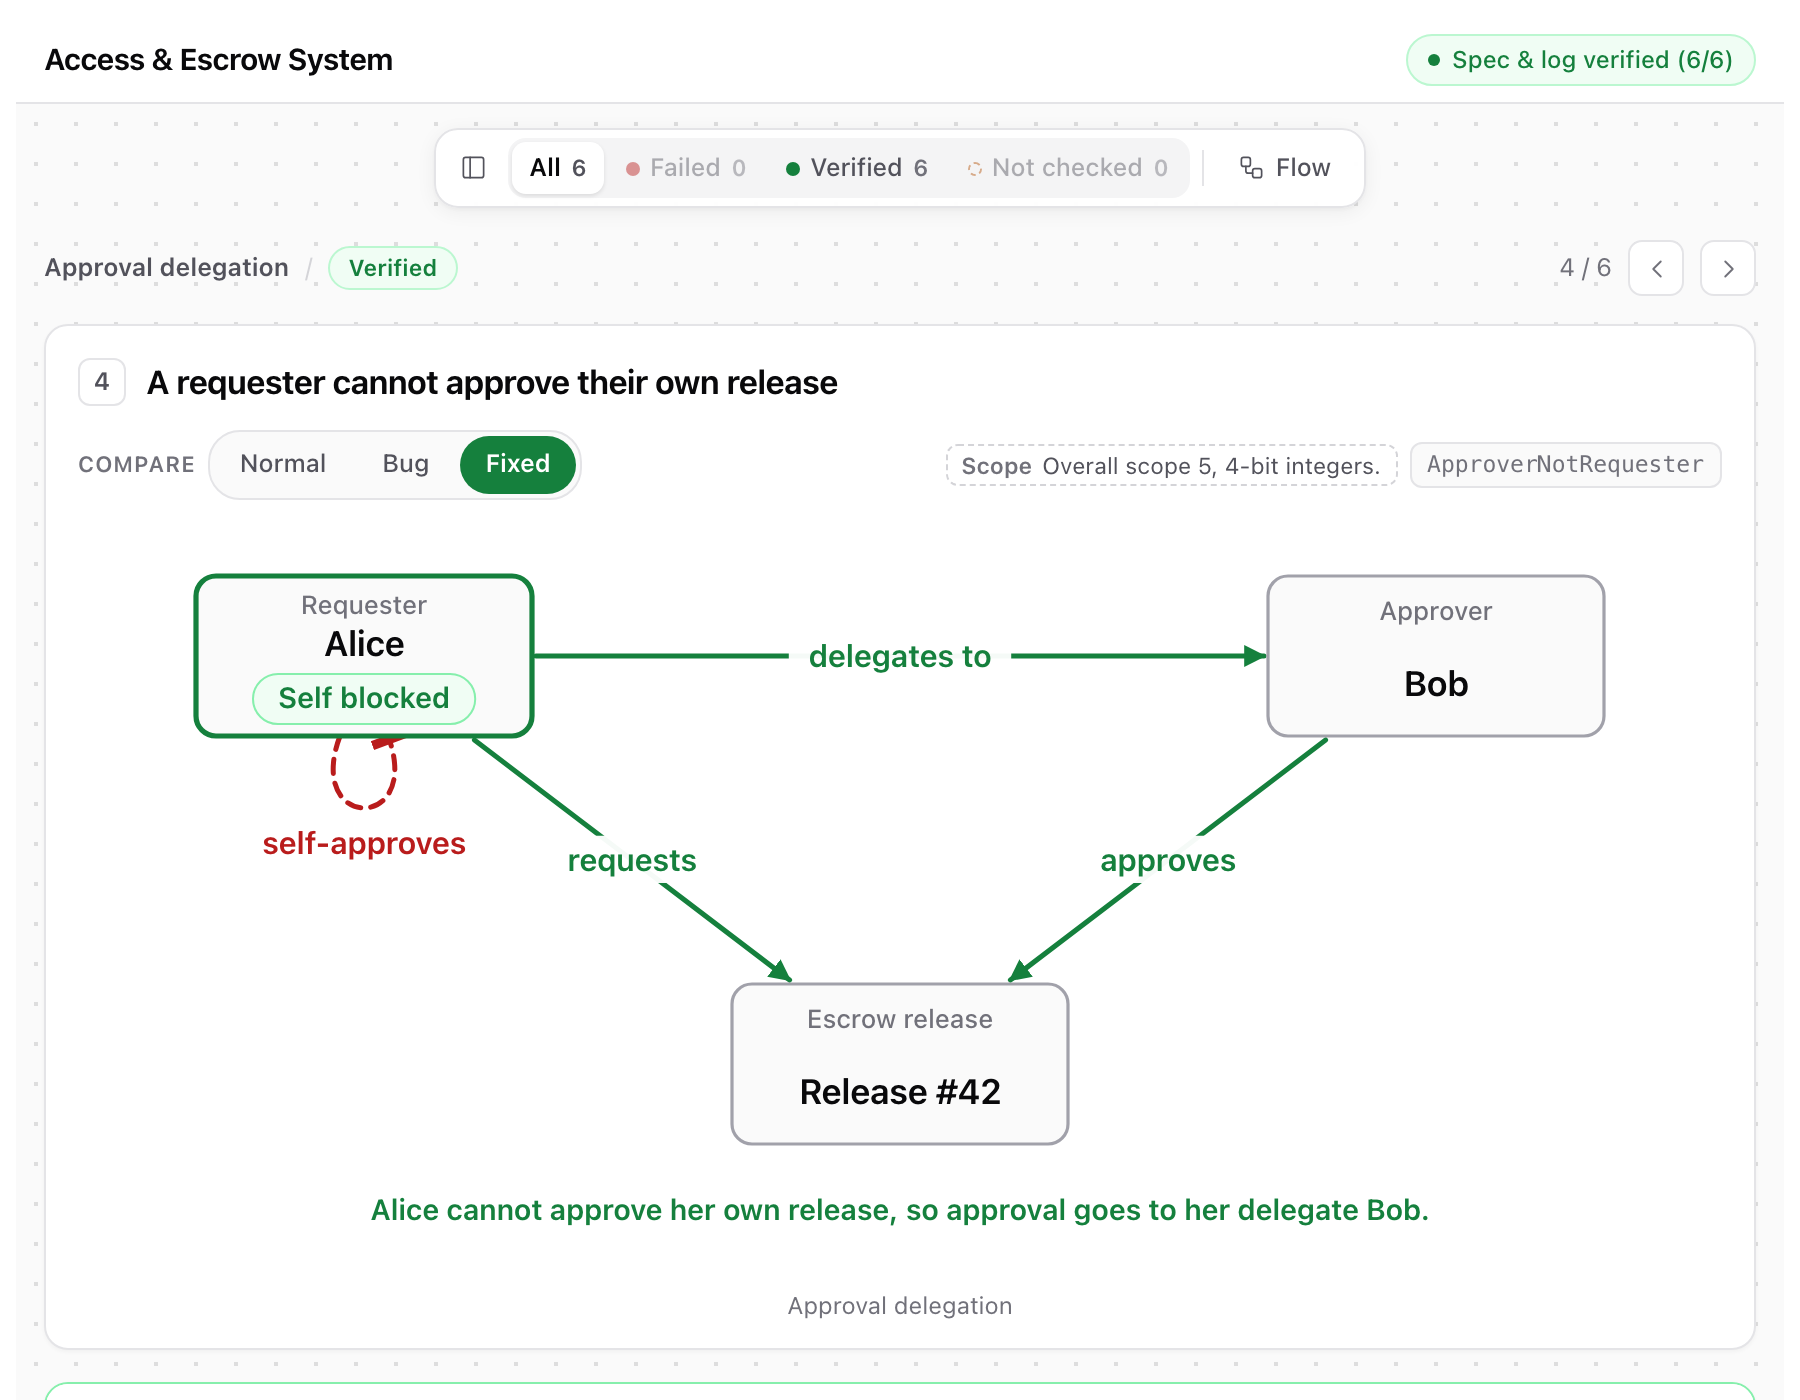 Access & Escrow System
Spec & log verified (6/6)
All 6
Failed 0
Verified 6
Not checked 0
Flow
Approval delegation / Verified
4 / 6
4 A requester cannot approve their own release
COMPARE Normal Bug Fixed
Scope Overall scope 5, 4-bit integers.
ApproverNotRequester
Requester
Alice
Self blocked
delegates to
Approver
Bob
self-approves
requests
approves
Escrow release
Release #42
Alice cannot approve her own release, so approval goes to her delegate Bob.
Approval delegation